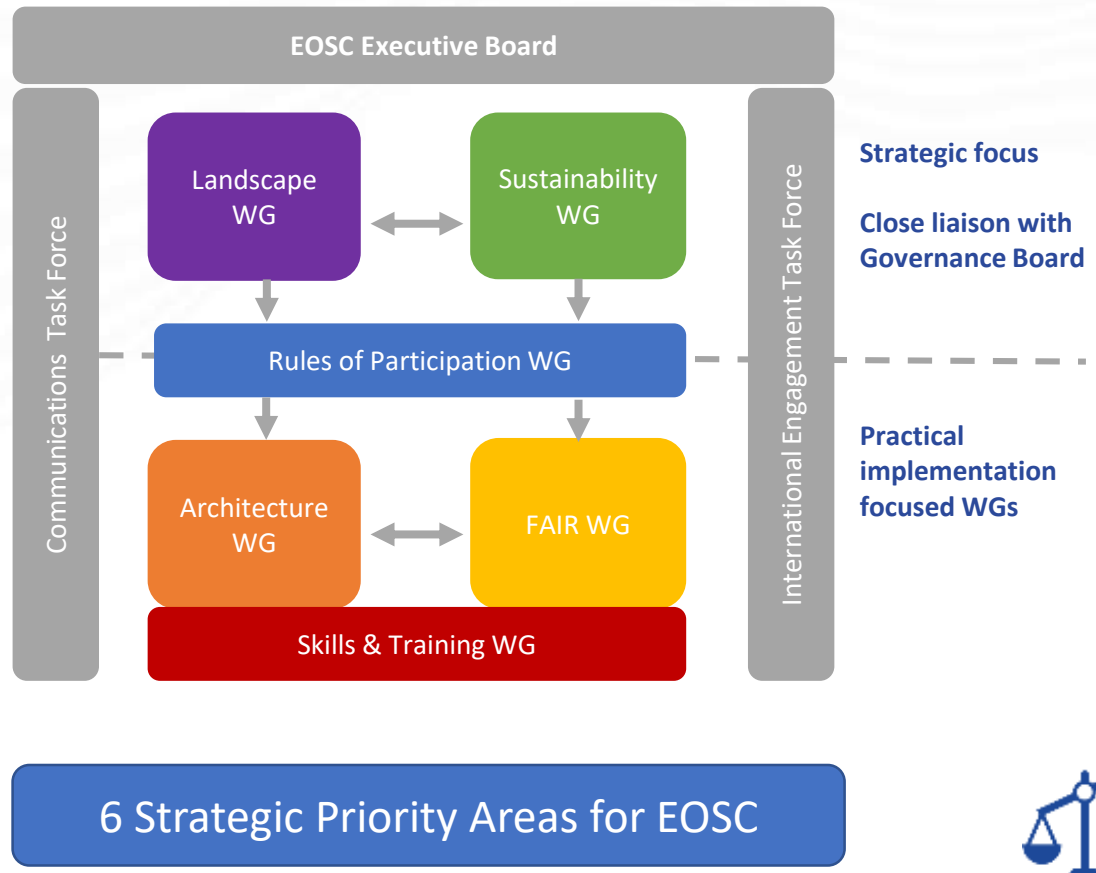 EOSC Executive Board
Communications Task Force
Landscape
WG
Sustainability
WG
International Engagement Task Force
Strategic focus
Close liaison with
Governance Board
Rules of Participation WG
Architecture
WG
FAIR WG
Practical
implementation
focused WGs
Skills & Training WG
6 Strategic Priority Areas for EOSC